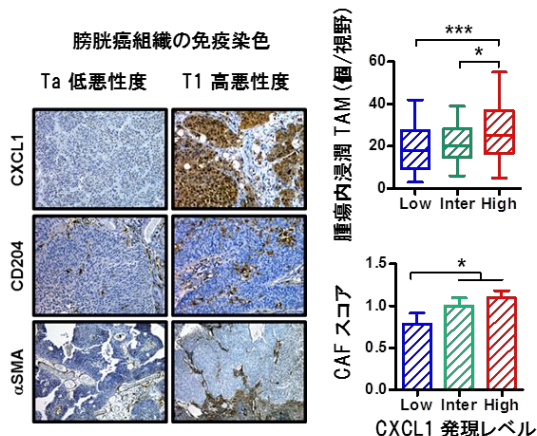 膀胱癌組織の免疫染色
Ta 低悪性度
T1 高悪性度
CXCL1
CD204
αSMA
腫瘍内浸潤 TAM (個/視野)
60
40
20
0
***
*
Low Inter High
CAF スコア
1.5
1.0
0.5
0.0
*
Low Inter High
CXCL1 発現レベル